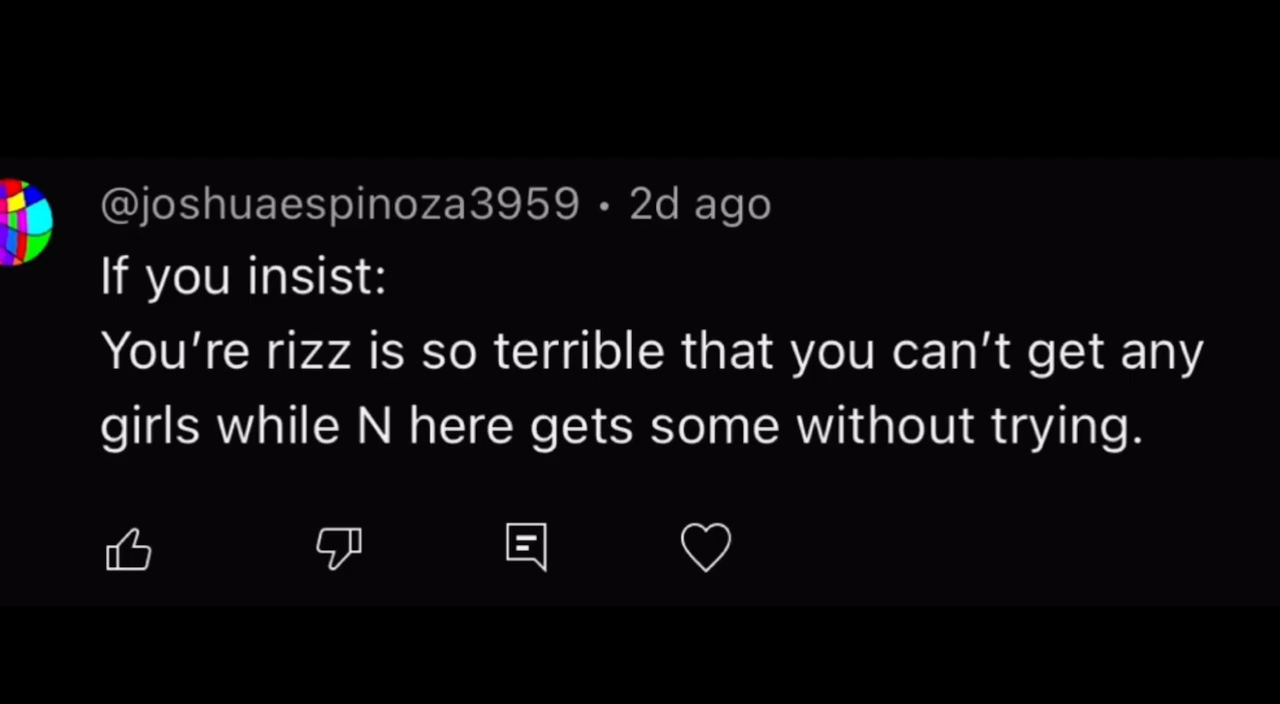 @joshuaespinoza3959 • 2d ago
If you insist:
You’re rizz is so terrible that you can’t get any
girls while N here gets some without trying.